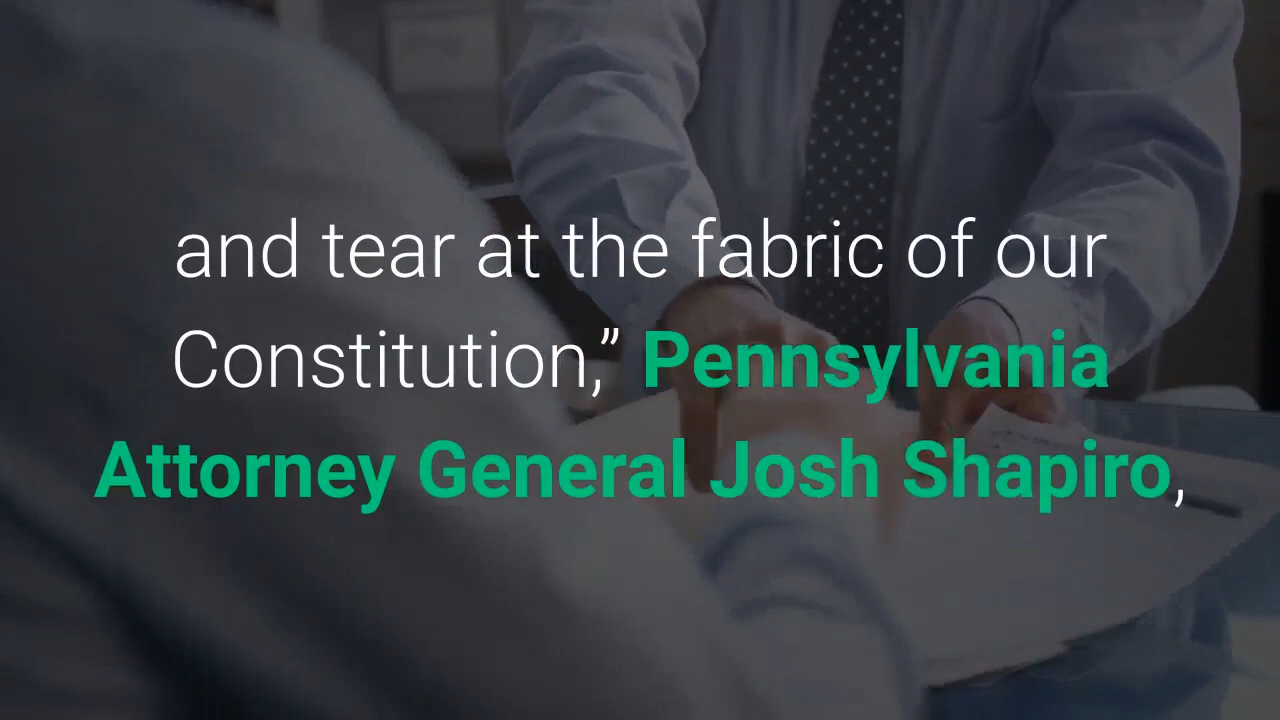 and tear at the fabric of our
Constitution,” Pennsylvania
Attorney General Josh Shapiro,